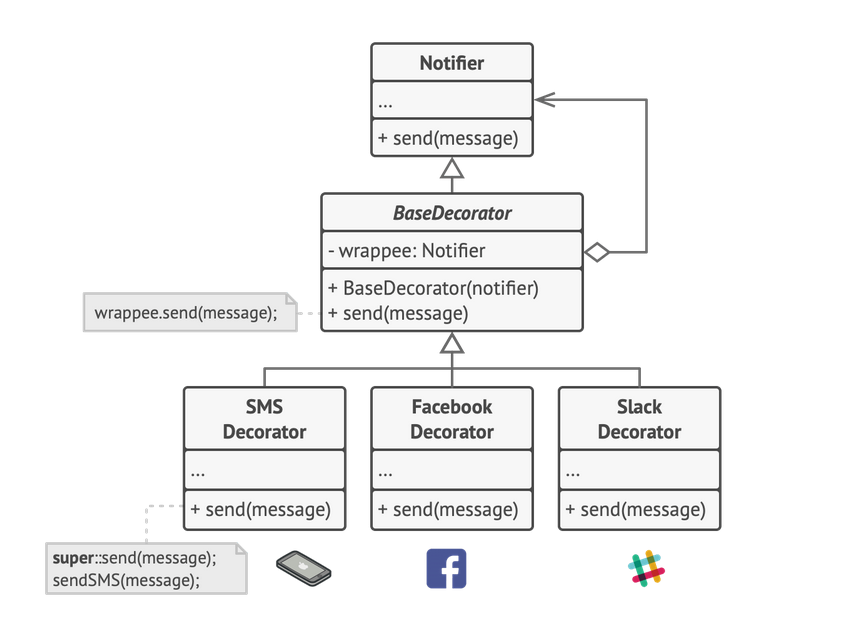 Notifier
...
+ send(message)
BaseDecorator
- wrappee: Notifier
+ BaseDecorator(notifier)
+ send(message)
wrappee.send(message);
SMS
Decorator
...
+ send(message)
Facebook
Decorator
...
+ send(message)
Slack
Decorator
...
+ send(message)
super::send(message);
sendSMS(message);